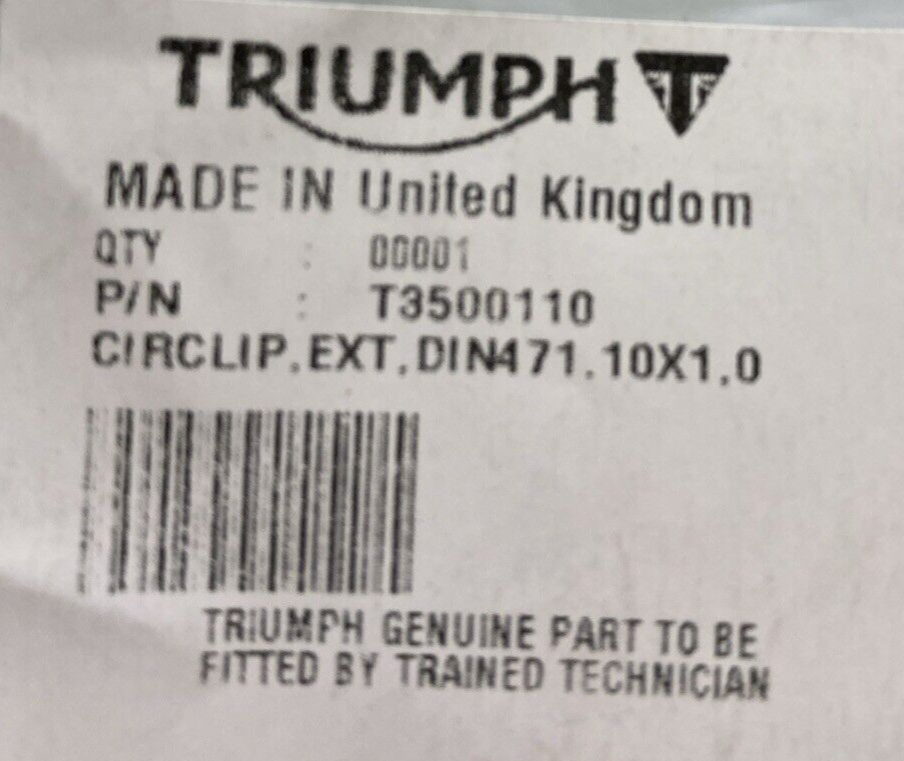 TRIUMPH
MADE IN United Kingdom
QTY : 00001
P/N : T3500110
CIRCLIP,EXT,DIN471,10X1,0
TRIUMPH GENUINE PART TO BE
FITTED BY TRAINED TECHNICIAN